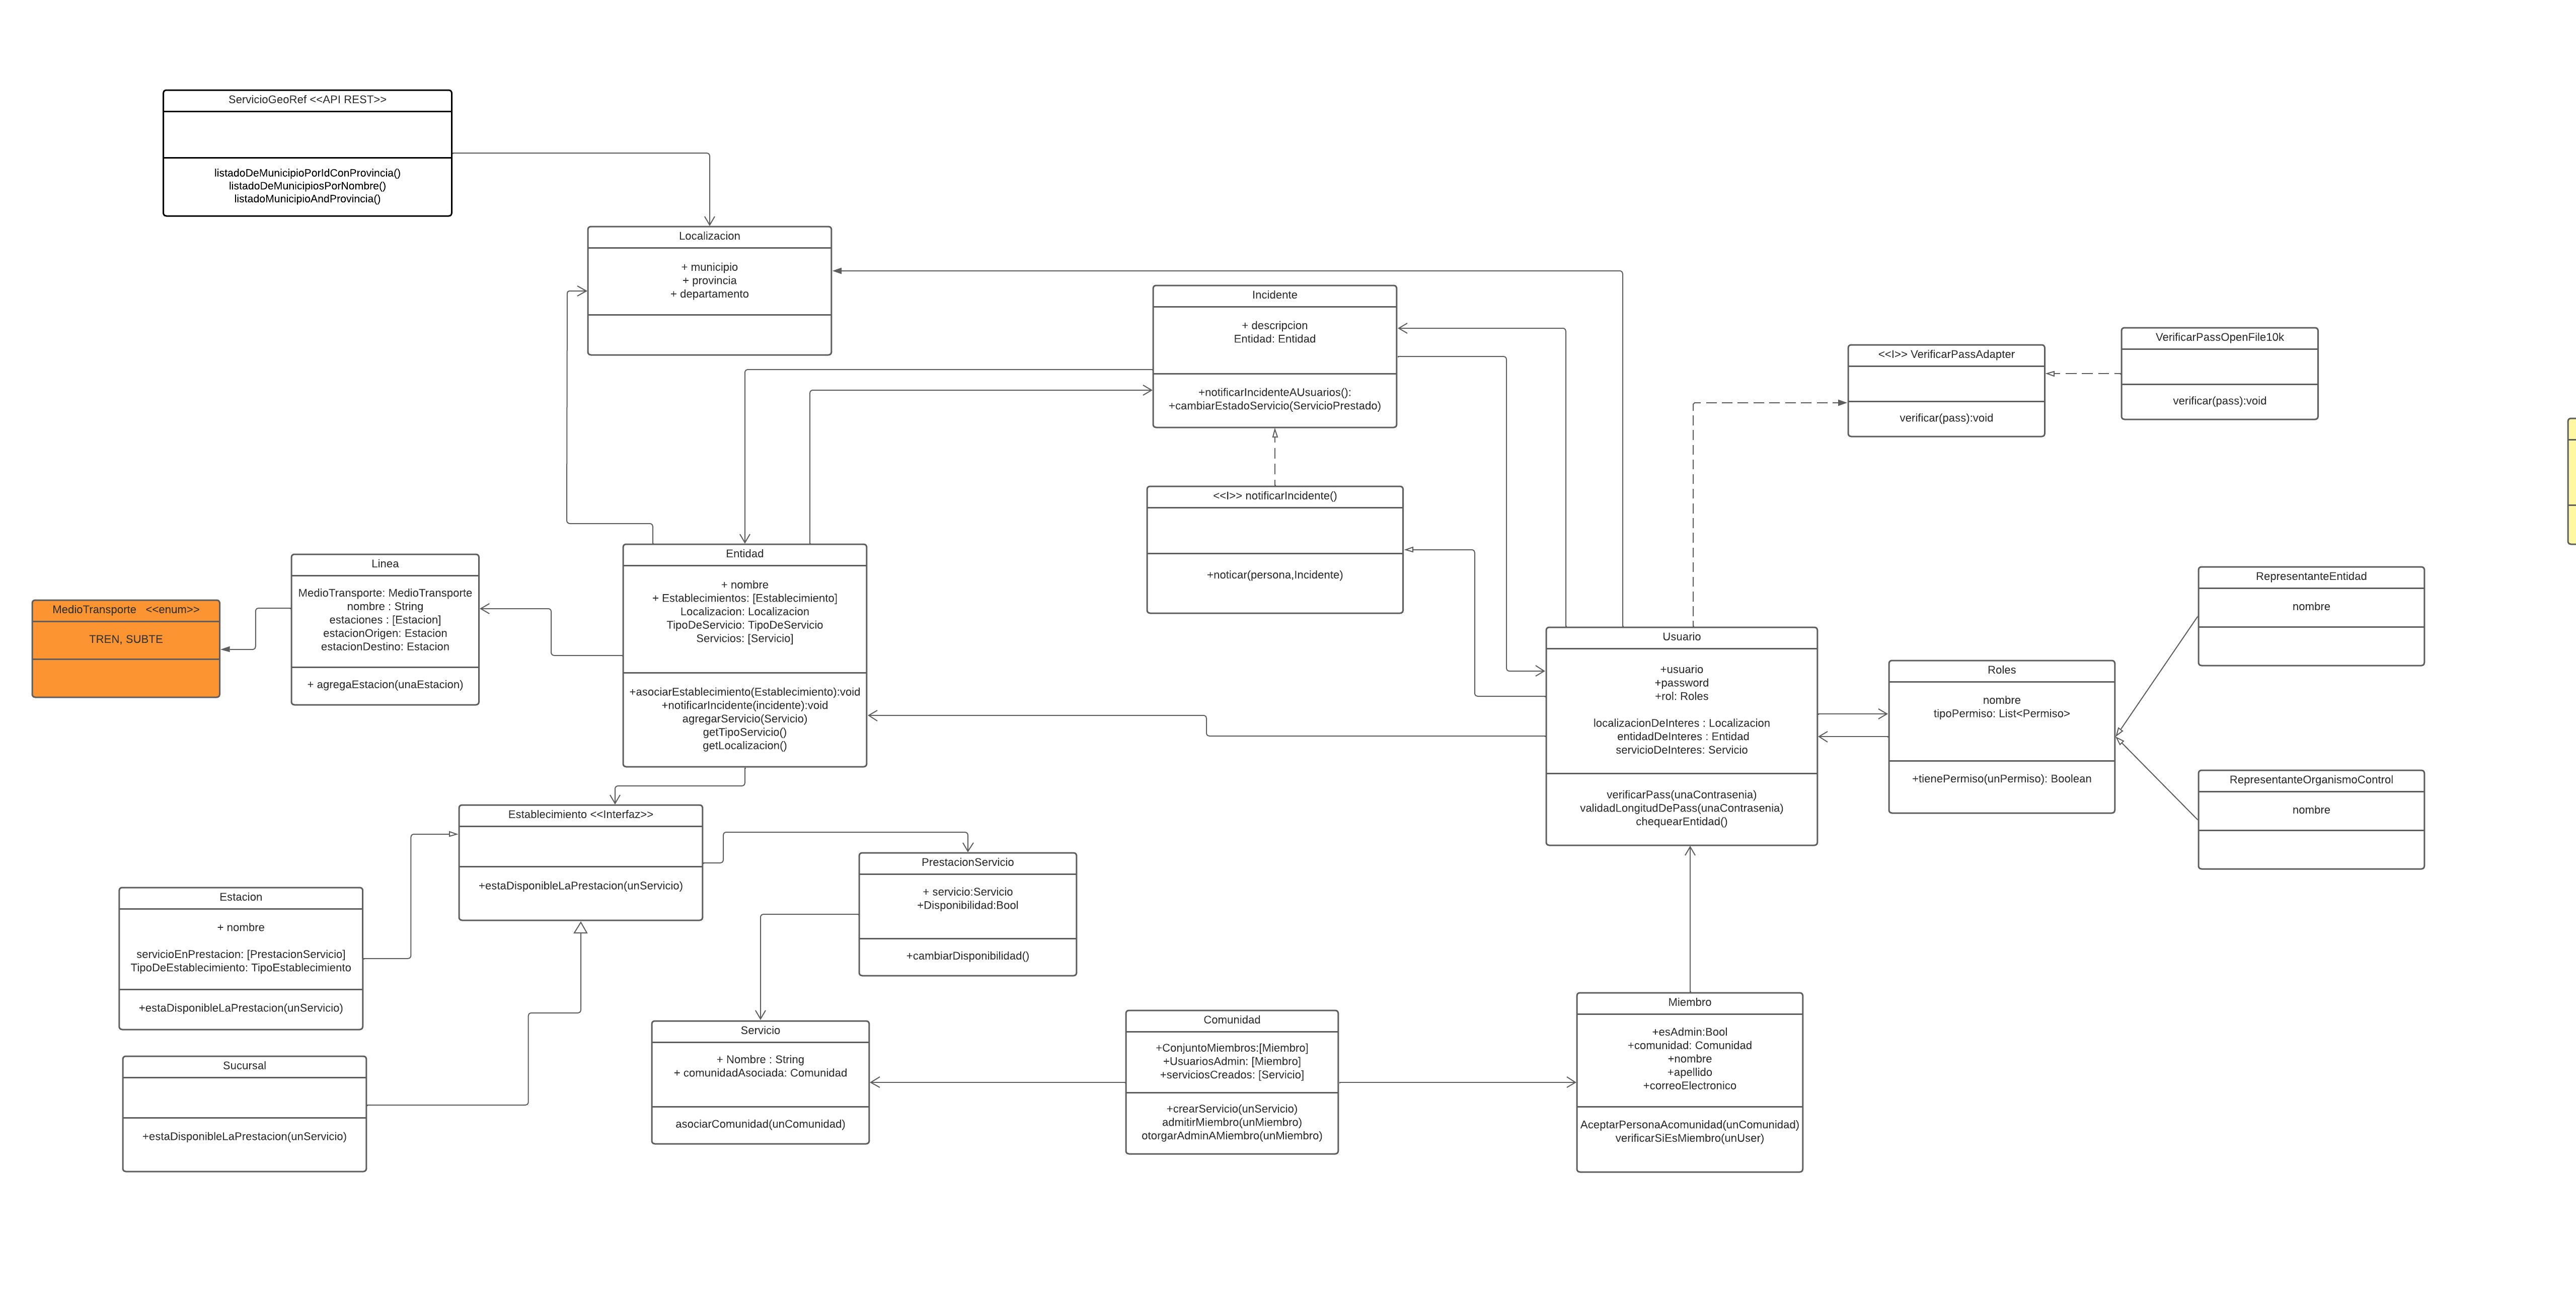 ServicioGeoRef <<API REST>>
listadoDeMunicipioPorIdConProvincia()
listadoDeMunicipiosPorNombre()
listadoMunicipioAndProvincia()
Localizacion
+ municipio
+ provincia
+ departamento
Incidente
+ descripcion
Entidad: Entidad
+notificarIncidenteAUsuarios():
+cambiarEstadoServicio(ServicioPrestado)
<<I>> VerificarPassAdapter
verificar(pass):void
VerificarPassOpenFile10k
verificar(pass):void
<<I>> notificarIncidente()
+noticar(persona,Incidente)
MedioTransporte <<enum>>
TREN, SUBTE
Linea
MedioTransporte: MedioTransporte
nombre : String
estaciones : [Estacion]
estacionOrigen: Estacion
estacionDestino: Estacion
+ agregaEstacion(unaEstacion)
Entidad
+ nombre
+ Establecimientos: [Establecimiento]
Localizacion: Localizacion
TipoDeServicio: TipoDeServicio
Servicios: [Servicio]
+asociarEstablecimiento(Establecimiento):void
+notificarIncidente(incidente):void
agregarServicio(Servicio)
getTipoServicio()
getLocalizacion()
Usuario
+usuario
+password
+rol: Roles
localizacionDeInteres : Localizacion
entidadDeInteres : Entidad
servicioDeInteres: Servicio
verificarPass(unaContrasenia)
validadLongitudDePass(unaContrasenia)
chequearEntidad()
Roles
nombre
tipoPermiso: List<Permiso>
+tienePermiso(unPermiso): Boolean
RepresentanteEntidad
nombre
RepresentanteOrganismoControl
nombre
Establecimiento <<Interfaz>>
+estaDisponibleLaPrestacion(unServicio)
PrestacionServicio
+ servicio:Servicio
+Disponibilidad:Bool
+cambiarDisponibilidad()
Estacion
+ nombre
servicioEnPrestacion: [PrestacionServicio]
TipoDeEstablecimiento: TipoEstablecimiento
+estaDisponibleLaPrestacion(unServicio)
Sucursal
+estaDisponibleLaPrestacion(unServicio)
Servicio
+ Nombre : String
+ comunidadAsociada: Comunidad
asociarComunidad(unComunidad)
Comunidad
+ConjuntoMiembros:[Miembro]
+UsuariosAdmin: [Miembro]
+serviciosCreados: [Servicio]
+crearServicio(unServicio)
admitirMiembro(unMiembro)
otorgarAdminAMiembro(unMiembro)
Miembro
+esAdmin:Bool
+comunidad: Comunidad
+nombre
+apellido
+correoElectronico
AceptarPersonaAcomunidad(unComunidad)
verificarSiEsMiembro(unUser)